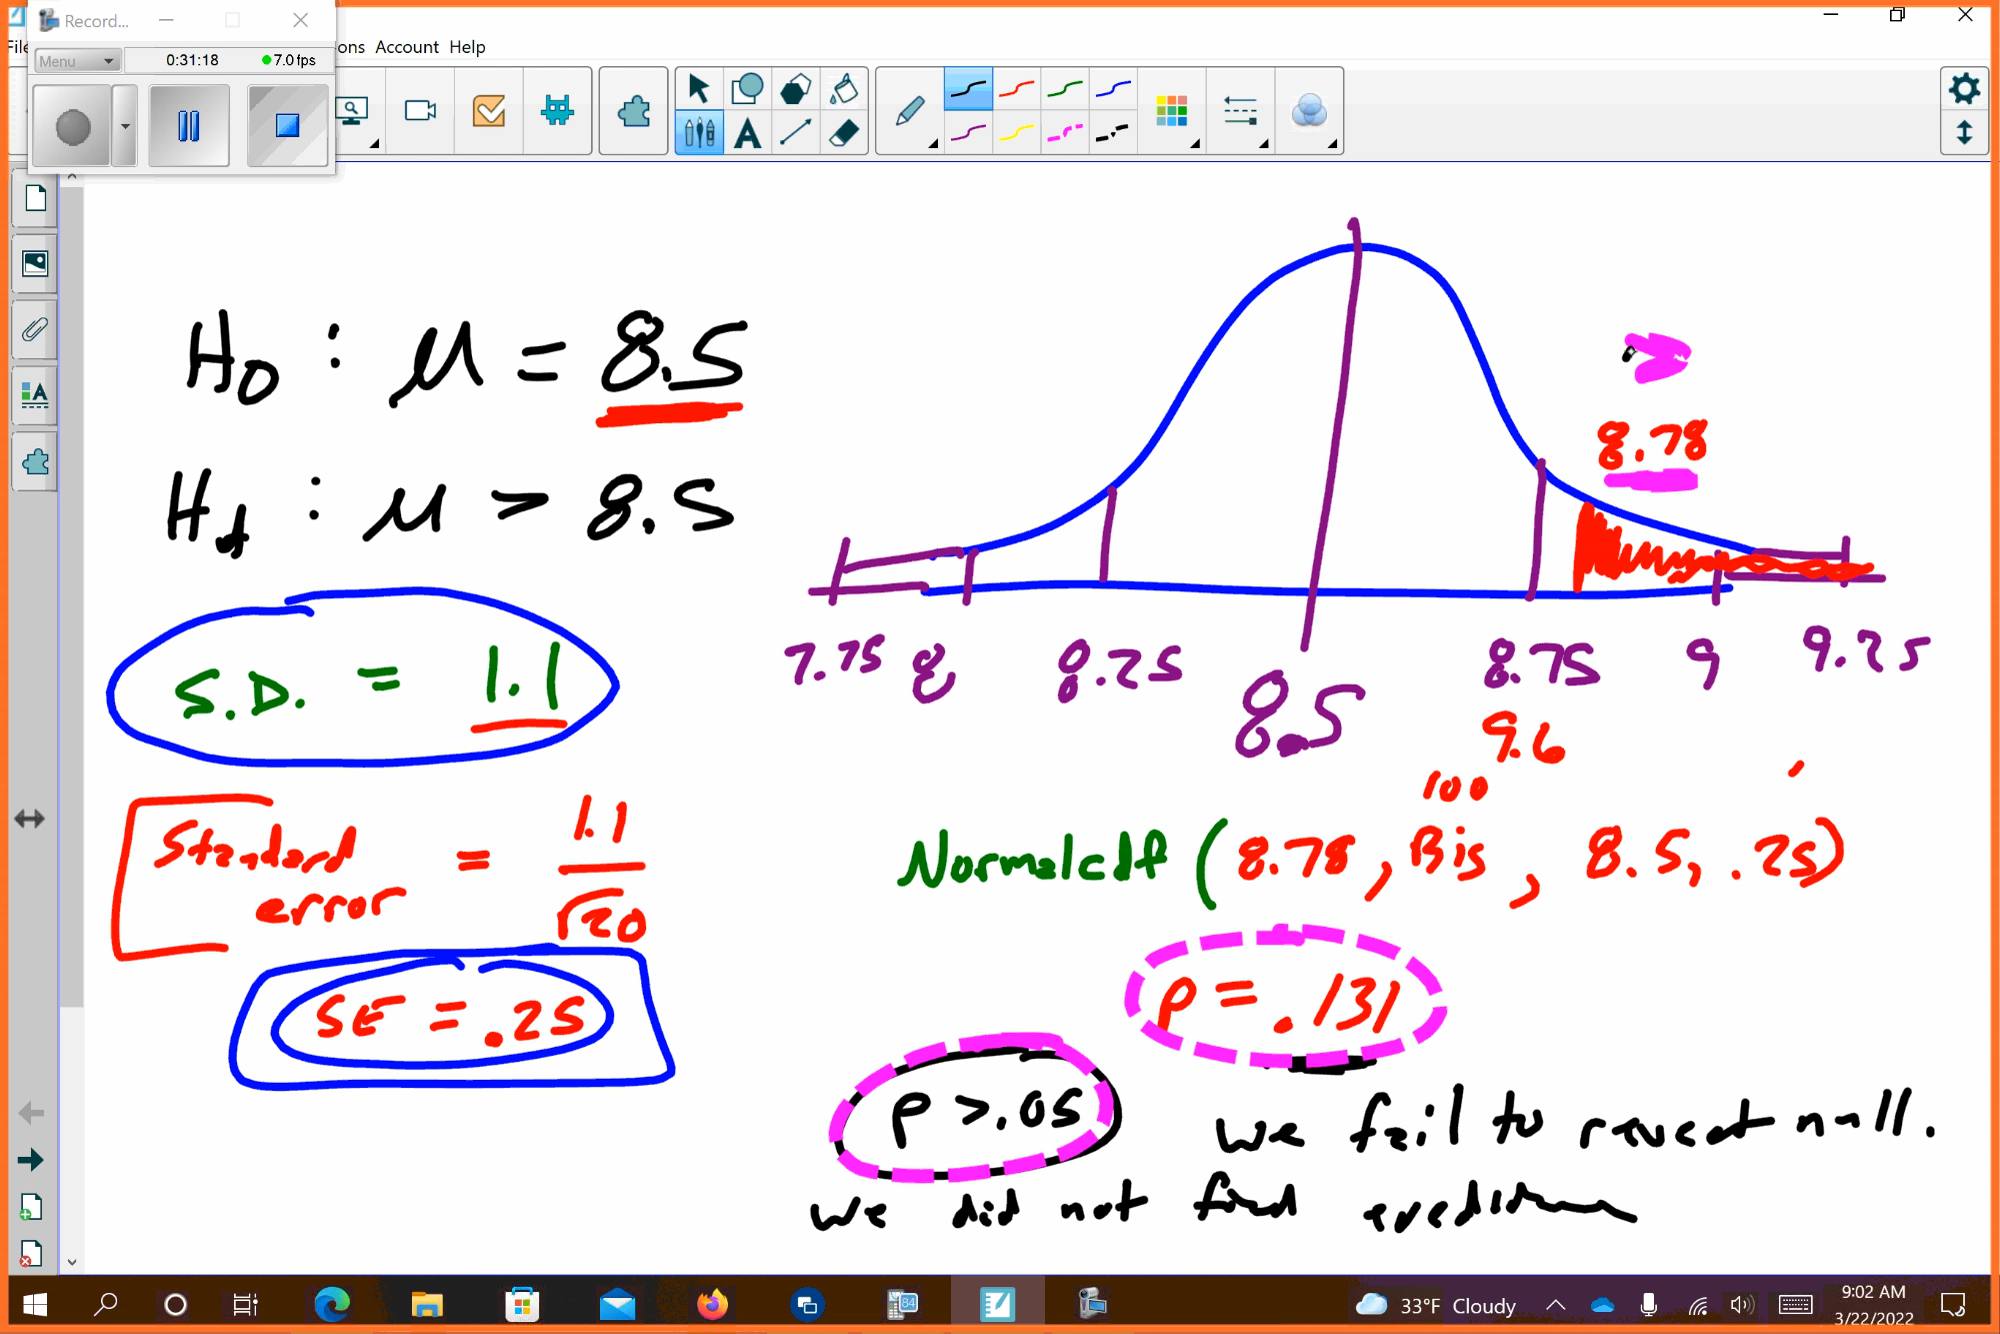 Record...
Menu
0:31:18
7.0 fps
File
ons Account Help
H0 : μ = 8.5
HA : μ > 8.5
S.D. = 1.1
Standard error = 1.1 / √20
SE = .25
8.78
7.75 8 8.25 8.5 8.75 9 9.25
9.6
100
Normalcdf (8.78, Big, 8.5, .25)
p = .131
p > .05
we fail to reject null.
we did not find
84
33°F Cloudy
9:02 AM
3/22/2022